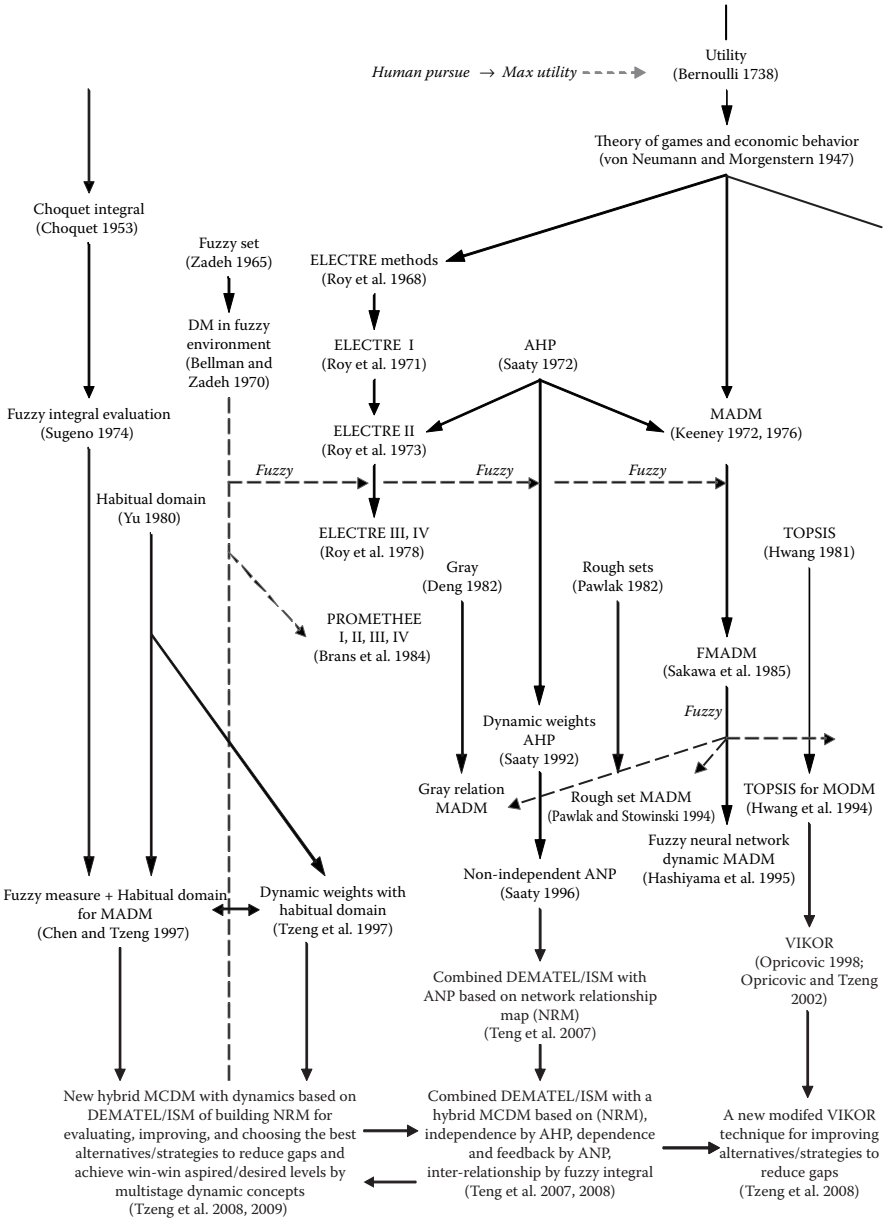 Utility
(Bernoulli 1738)
Human pursue → Max utility
Theory of games and economic behavior
(von Neumann and Morgenstern 1947)
Choquet integral
(Choquet 1953)
Fuzzy set
(Zadeh 1965)
ELECTRE methods
(Roy et al. 1968)
DM in fuzzy
environment
(Bellman and
Zadeh 1970)
ELECTRE I
(Roy et al. 1971)
AHP
(Saaty 1972)
Fuzzy integral evaluation
(Sugeno 1974)
ELECTRE II
(Roy et al. 1973)
MADM
(Keeney 1972, 1976)
Fuzzy
Fuzzy
Fuzzy
Habitual domain
(Yu 1980)
ELECTRE III, IV
(Roy et al. 1978)
TOPSIS
(Hwang 1981)
Gray
(Deng 1982)
Rough sets
(Pawlak 1982)
PROMETHEE
I, II, III, IV
(Brans et al. 1984)
FMADM
(Sakawa et al. 1985)
Fuzzy
Dynamic weights
AHP
(Saaty 1992)
Gray relation
MADM
Rough set MADM
(Pawlak and Stowinski 1994)
TOPSIS for MODM
(Hwang et al. 1994)
Fuzzy neural network
dynamic MADM
(Hashiyama et al. 1995)
Non-independent ANP
(Saaty 1996)
Fuzzy measure + Habitual domain
for MADM
(Chen and Tzeng 1997)
Dynamic weights with
habitual domain
(Tzeng et al. 1997)
VIKOR
(Opricovic 1998;
Opricovic and Tzeng
2002)
Combined DEMATEL/ISM with
ANP based on network relationship
map (NRM)
(Teng et al. 2007)
New hybrid MCDM with dynamics based on
DEMATEL/ISM of building NRM for
evaluating, improving, and choosing the best
alternatives/strategies to reduce gaps and
achieve win-win aspired/desired levels by
multistage dynamic concepts
(Tzeng et al. 2008, 2009)
Combined DEMATEL/ISM with a
hybrid MCDM based on (NRM),
independence by AHP, dependence
and feedback by ANP,
inter-relationship by fuzzy integral
(Teng et al. 2007, 2008)
A new modifed VIKOR
technique for improving
alternatives/strategies to
reduce gaps
(Tzeng et al. 2008)